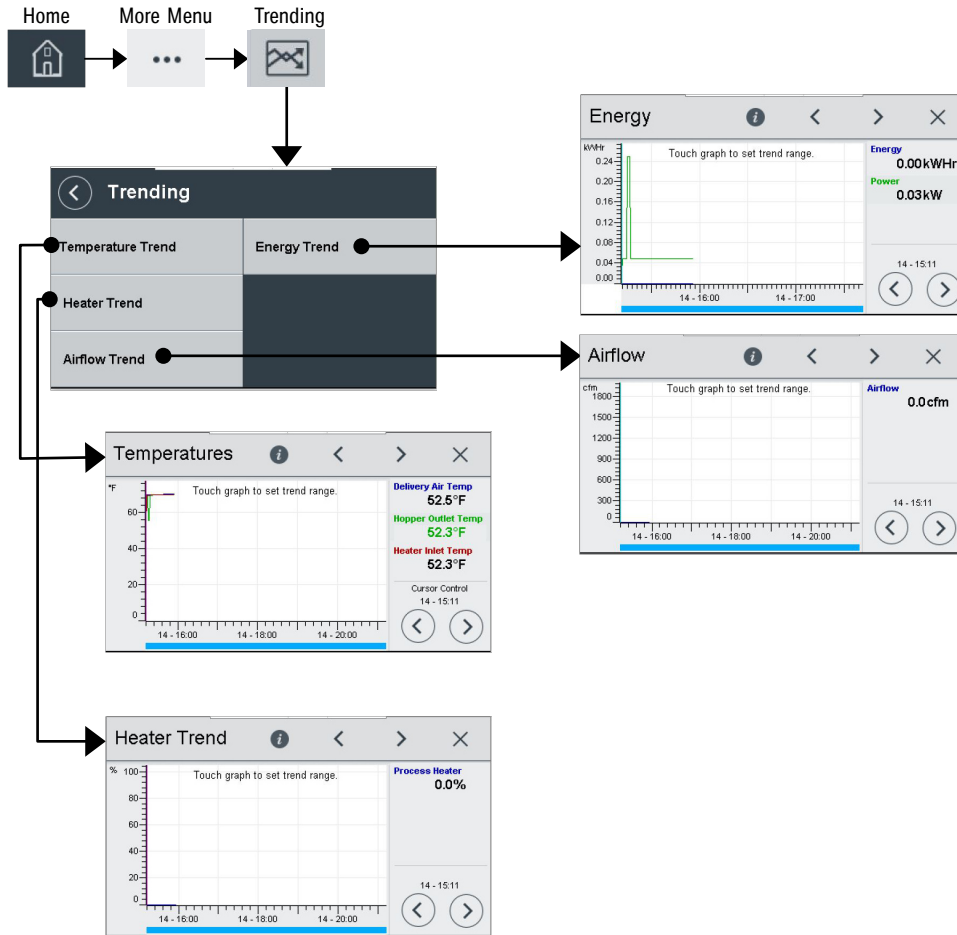 Home More Menu Trending
Trending
Temperature Trend Energy Trend
Heater Trend
Airflow Trend
Energy
kWHr
Touch graph to set trend range.
0.24
0.20
0.16
0.12
0.08
0.04
0.00
14 - 16:00 14 - 17:00
Energy
0.00kWHr
Power
0.03kW
14 - 15:11
Airflow
cfm
Touch graph to set trend range.
1800
1500
1200
900
600
300
0
14 - 16:00 14 - 18:00 14 - 20:00
Airflow
0.0cfm
14 - 15:11
Temperatures
°F
Touch graph to set trend range.
60
40
20
0
14 - 16:00 14 - 18:00 14 - 20:00
Delivery Air Temp
52.5°F
Hopper Outlet Temp
52.3°F
Heater Inlet Temp
52.3°F
Cursor Control
14 - 15:11
Heater Trend
%
Touch graph to set trend range.
100
80
60
40
20
0
14 - 16:00 14 - 18:00 14 - 20:00
Process Heater
0.0%
14 - 15:11